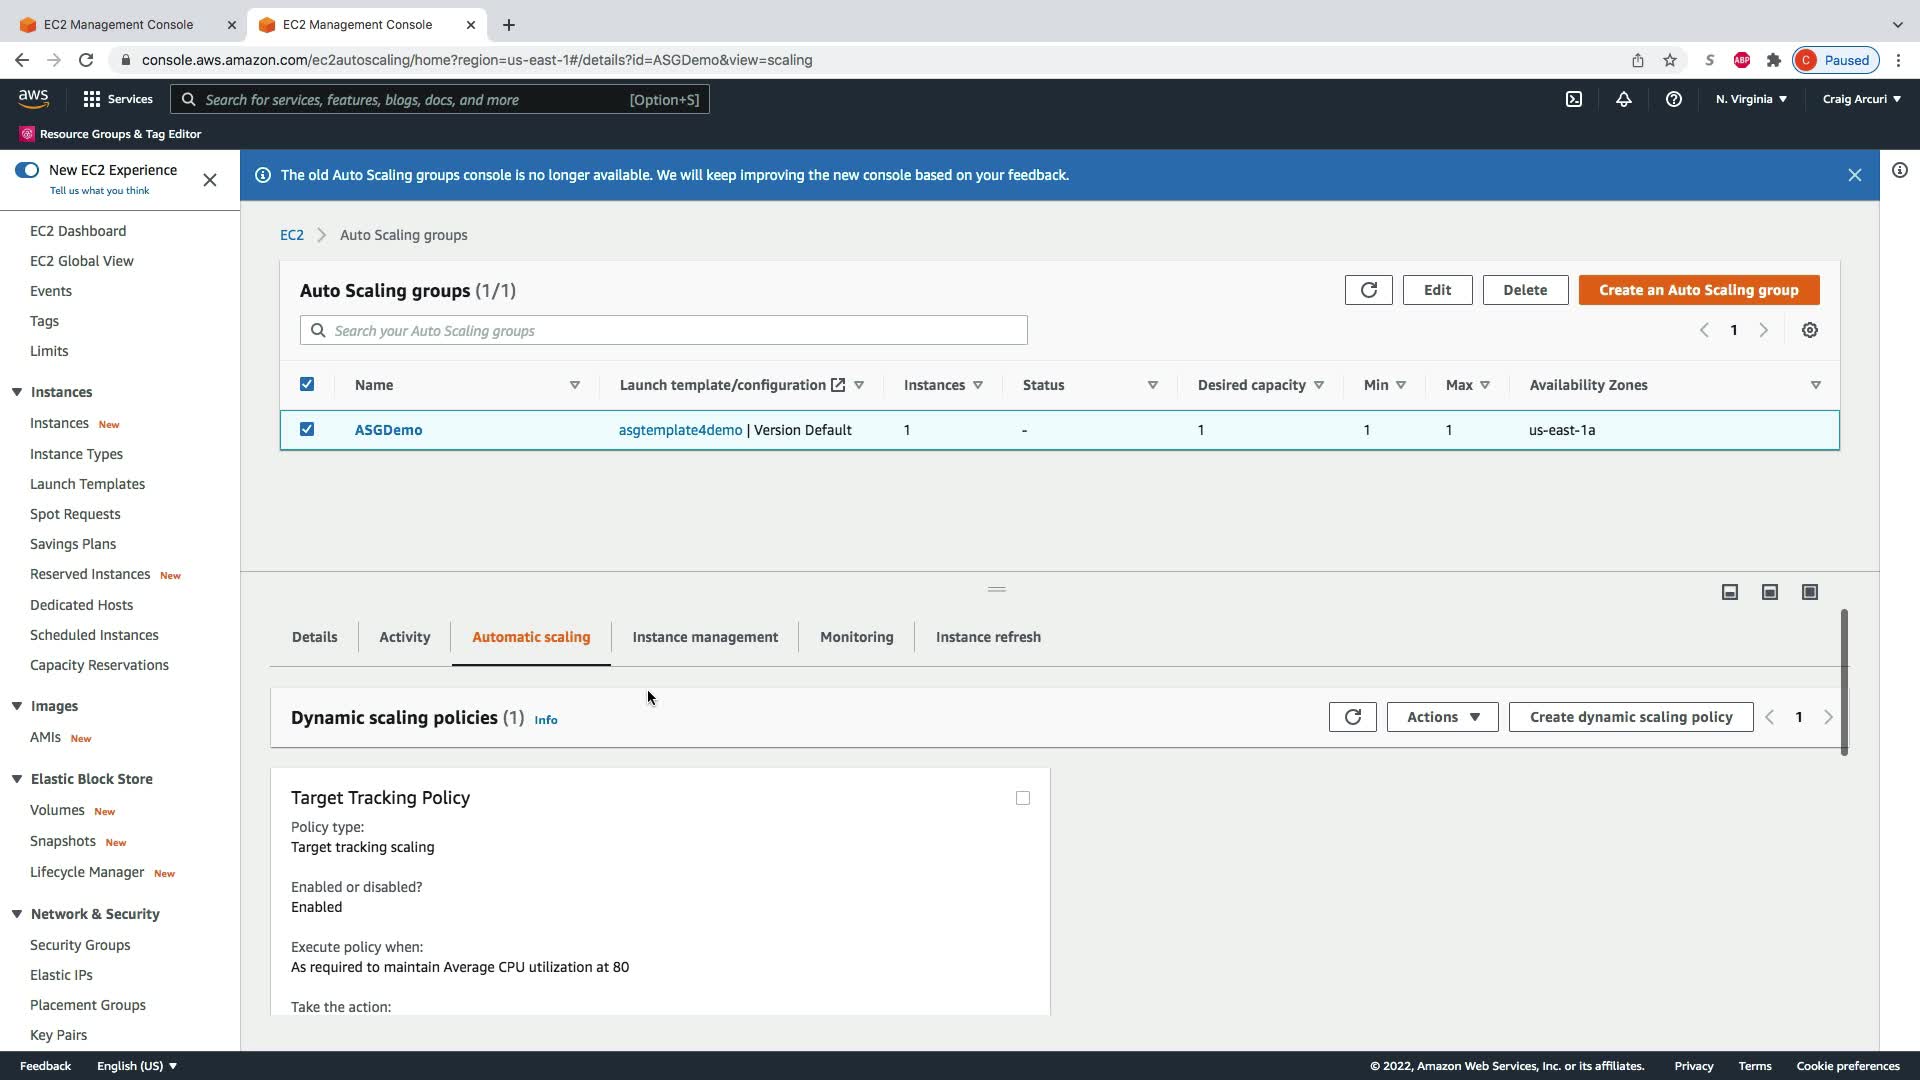 EC2 Management Console
EC2 Management Console
console.aws.amazon.com/ec2autoscaling/home?region=us-east-1#/details?id=ASGDemo&view=scaling
S
ABP
C Paused
aws
Services
Search for services, features, blogs, docs, and more [Option+S]
N. Virginia
Craig Arcuri
Resource Groups & Tag Editor
New EC2 Experience
Tell us what you think
The old Auto Scaling groups console is no longer available. We will keep improving the new console based on your feedback.
EC2 Dashboard
EC2 Global View
Events
Tags
Limits
Instances
Instances New
Instance Types
Launch Templates
Spot Requests
Savings Plans
Reserved Instances New
Dedicated Hosts
Scheduled Instances
Capacity Reservations
Images
AMIs New
Elastic Block Store
Volumes New
Snapshots New
Lifecycle Manager New
Network & Security
Security Groups
Elastic IPs
Placement Groups
Key Pairs
EC2 > Auto Scaling groups
Auto Scaling groups (1/1)
Edit
Delete
Create an Auto Scaling group
Search your Auto Scaling groups
1
Name Launch template/configuration Instances Status Desired capacity Min Max Availability Zones
ASGDemo asgtemplate4demo | Version Default 1 - 1 1 1 us-east-1a
Details Activity Automatic scaling Instance management Monitoring Instance refresh
Dynamic scaling policies (1) Info
Actions
Create dynamic scaling policy
1
Target Tracking Policy
Policy type:
Target tracking scaling
Enabled or disabled?
Enabled
Execute policy when:
As required to maintain Average CPU utilization at 80
Take the action:
Feedback English (US)
© 2022, Amazon Web Services, Inc. or its affiliates. Privacy Terms Cookie preferences